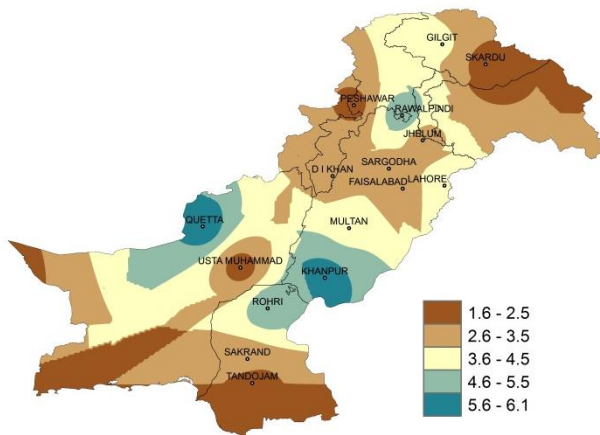 GILGIT
SKARDU
PESHAWAR
RAWALPINDI
JHBLUM
SARGODHA
D I KHAN
FAISALABAD
LAHORE
QUETTA
MULTAN
USTA MUHAMMAD
KHANPUR
ROHRI
SAKRAND
TANDOJAM
1.6 - 2.5
2.6 - 3.5
3.6 - 4.5
4.6 - 5.5
5.6 - 6.1